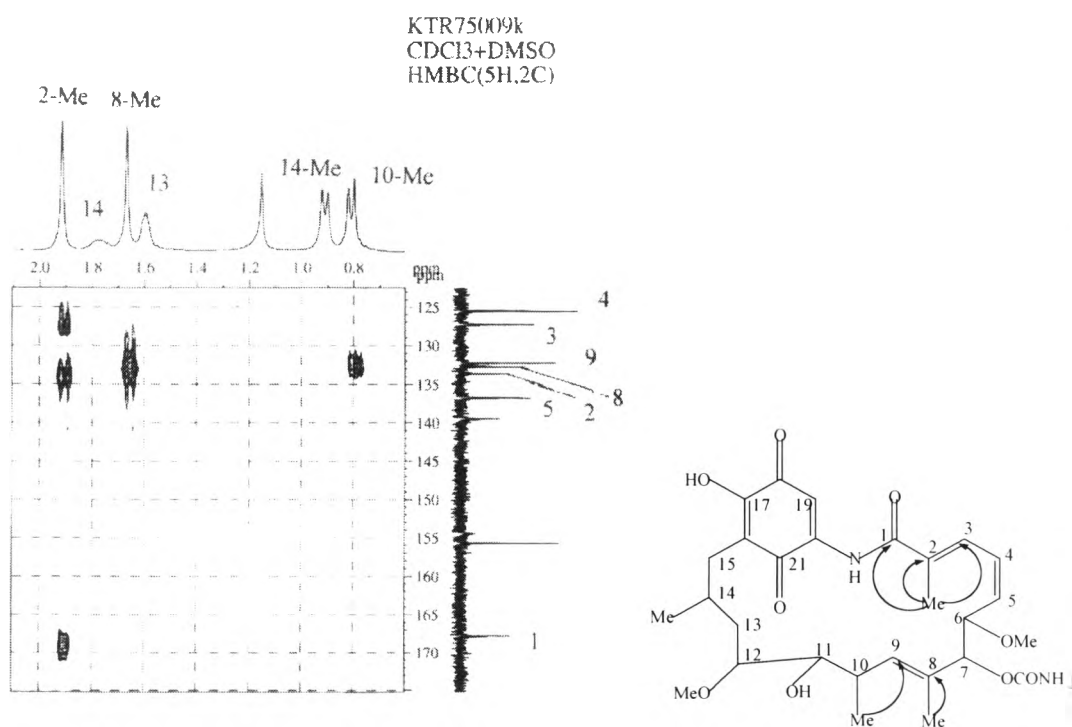 KTR75009k
CDCl3+DMSO
HMBC(5H,2C)
2-Me 8-Me
14 13 14-Me 10-Me
2.0 1.8 1.6 1.4 1.2 1.0 0.8 ppm
ppm
125
130
135
140
145
150
155
160
165
170
4
3
9
8
5 2
1
O
HO 17 19 O
1 3
2 4
15 21 N
H
14 O Me 5
Me 13 6 OMe
12 11 9 8 7
10 OCONH
MeO OH
Me Me